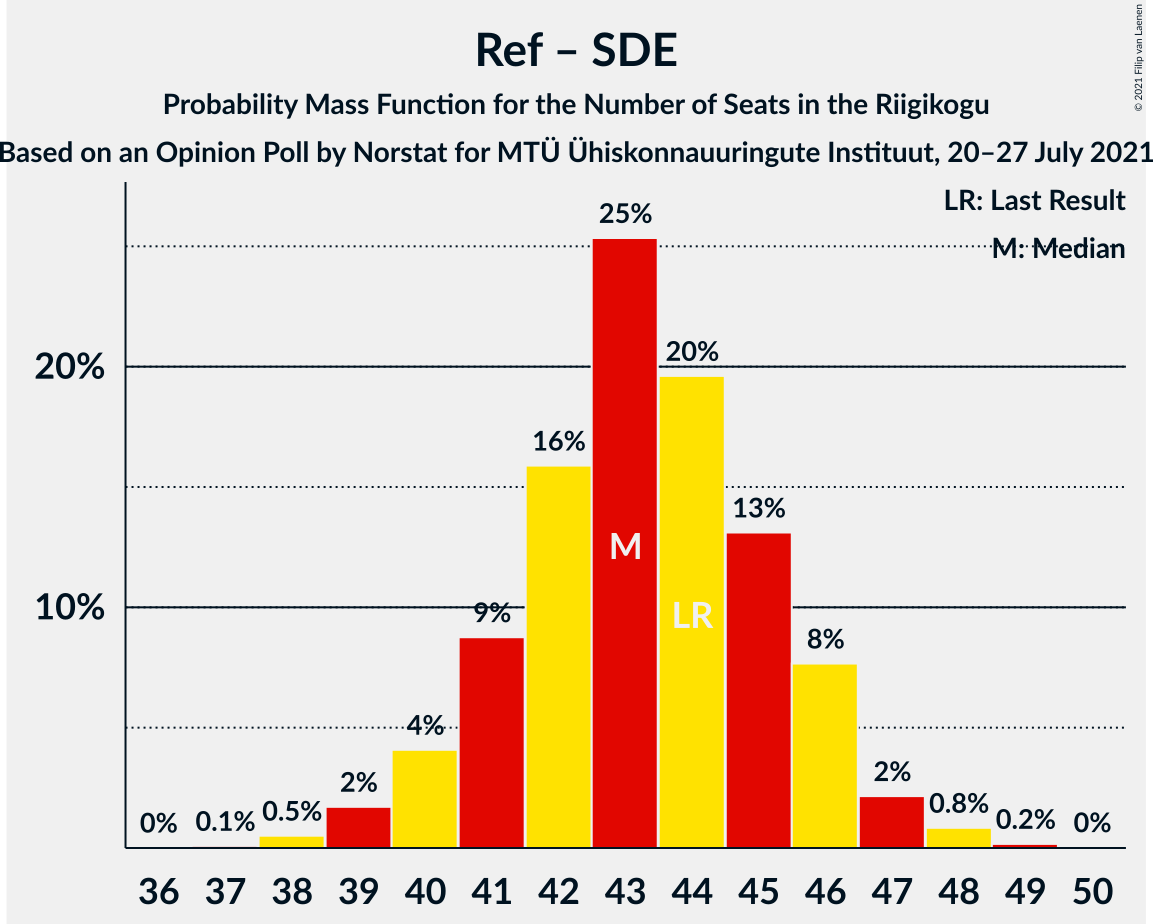 Ref – SDE
Probability Mass Function for the Number of Seats in the Riigikogu
Based on an Opinion Poll by Norstat for MTÜ Ühiskonnauuringute Instituut, 20–27 July 2021
© 2021 Filip van Laenen
LR: Last Result
M: Median
25%
20%
20%
16%
13%
M
10%
9%
LR
8%
4%
2%
2%
0%
0.1%
0.5%
0.8%
0.2%
0%
36 37 38 39 40 41 42 43 44 45 46 47 48 49 50